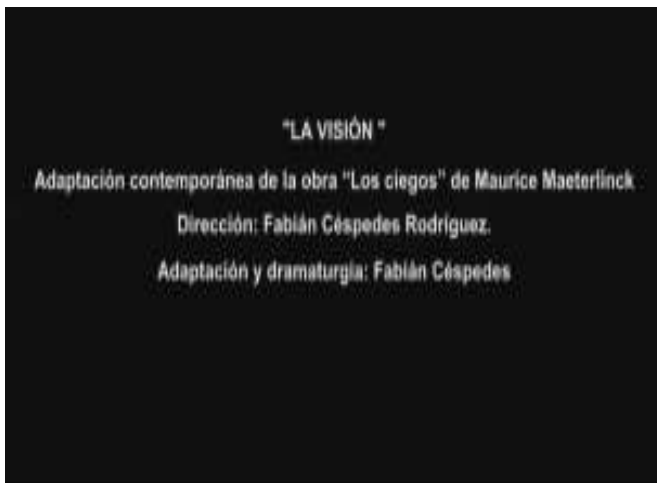 "LA VISIÓN "
Adaptación contemporánea de la obra “Los ciegos” de Maurice Maeterlinck
Dirección: Fabián Céspedes Rodríguez.
Adaptación y dramaturgia: Fabián Céspedes